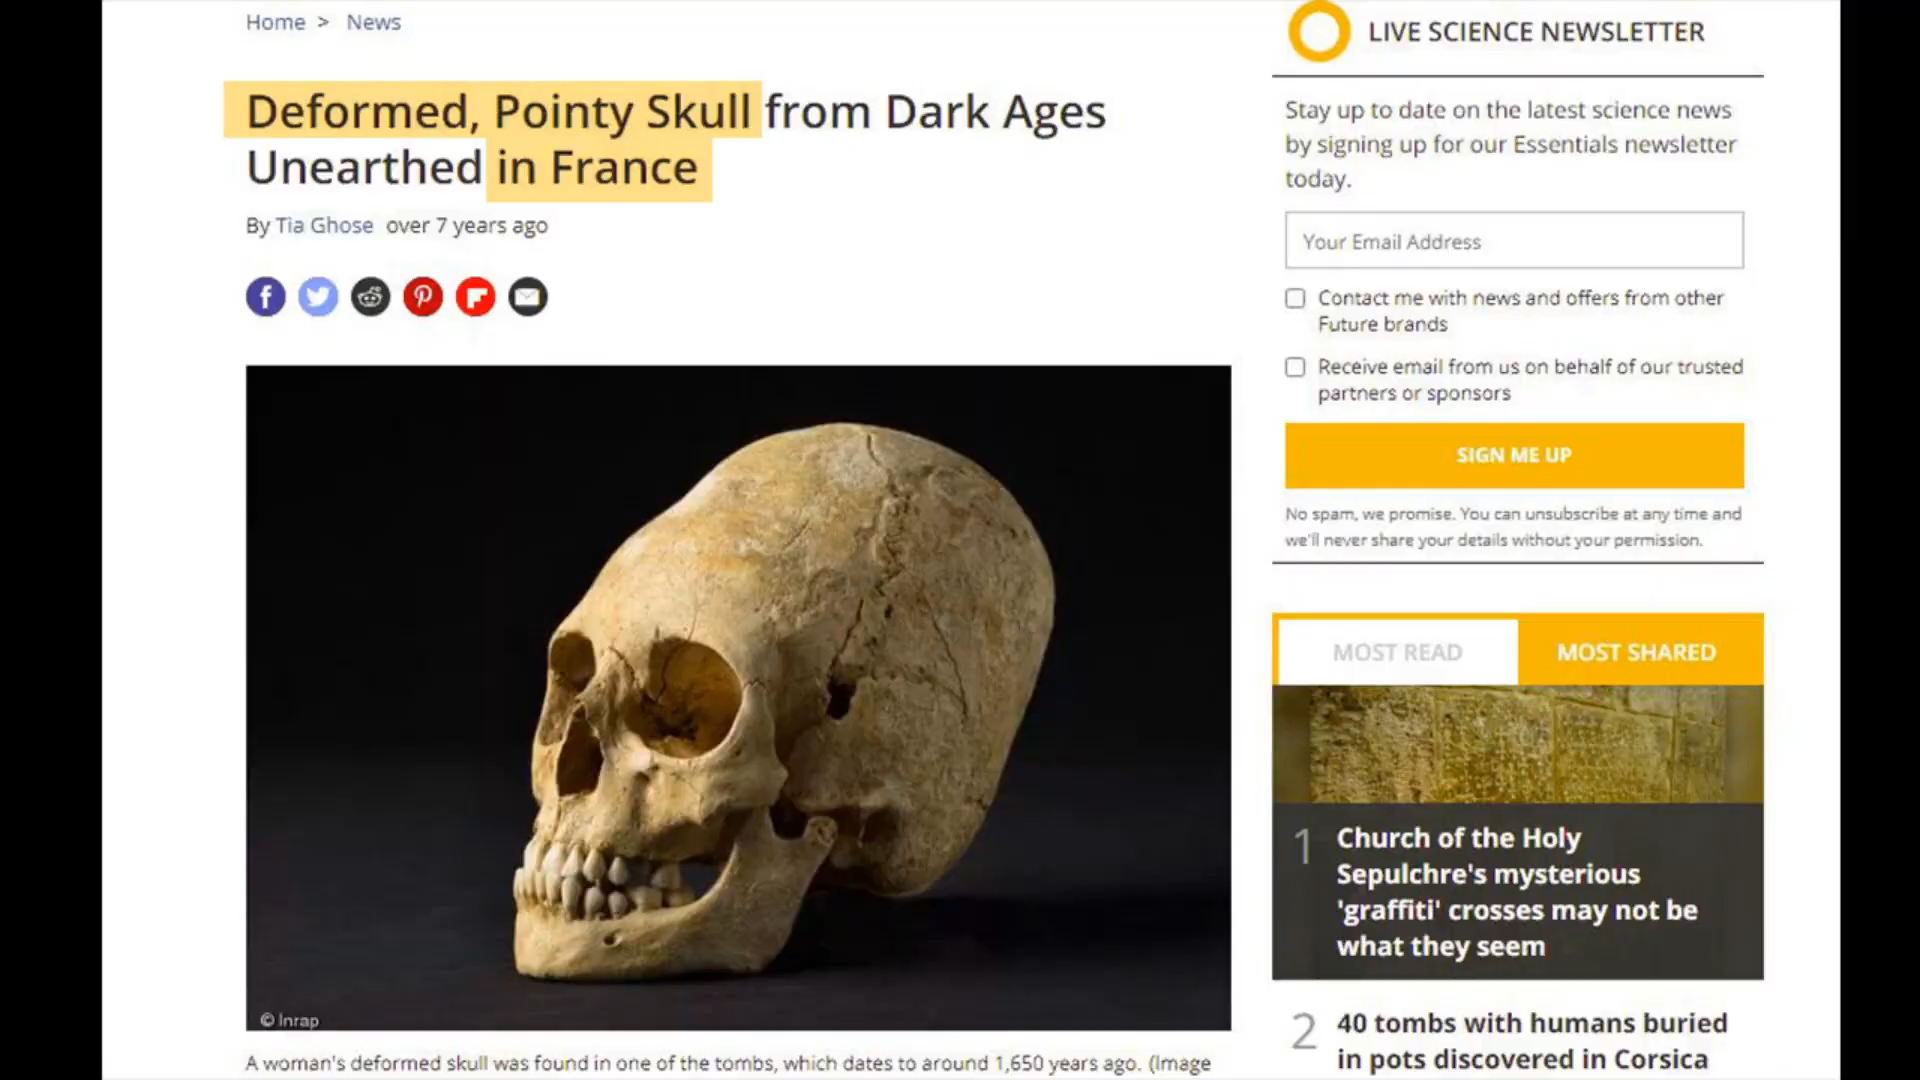 Home > News
Deformed, Pointy Skull from Dark Ages
Unearthed in France
By Tia Ghose over 7 years ago
© Inrap
A woman's deformed skull was found in one of the tombs, which dates to around 1,650 years ago. (Image
LIVE SCIENCE NEWSLETTER
Stay up to date on the latest science news
by signing up for our Essentials newsletter
today.
Your Email Address
Contact me with news and offers from other
Future brands
Receive email from us on behalf of our trusted
partners or sponsors
SIGN ME UP
No spam, we promise. You can unsubscribe at any time and
we'll never share your details without your permission.
MOST READ
MOST SHARED
1 Church of the Holy
Sepulchre's mysterious
'graffiti' crosses may not be
what they seem
2 40 tombs with humans buried
in pots discovered in Corsica